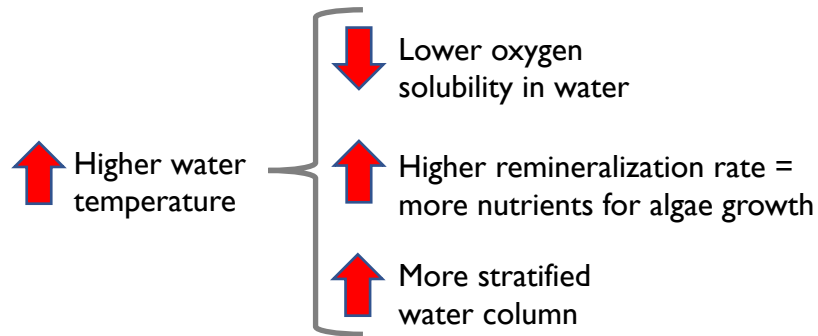 Higher water
temperature
Lower oxygen
solubility in water
Higher remineralization rate =
more nutrients for algae growth
More stratified
water column